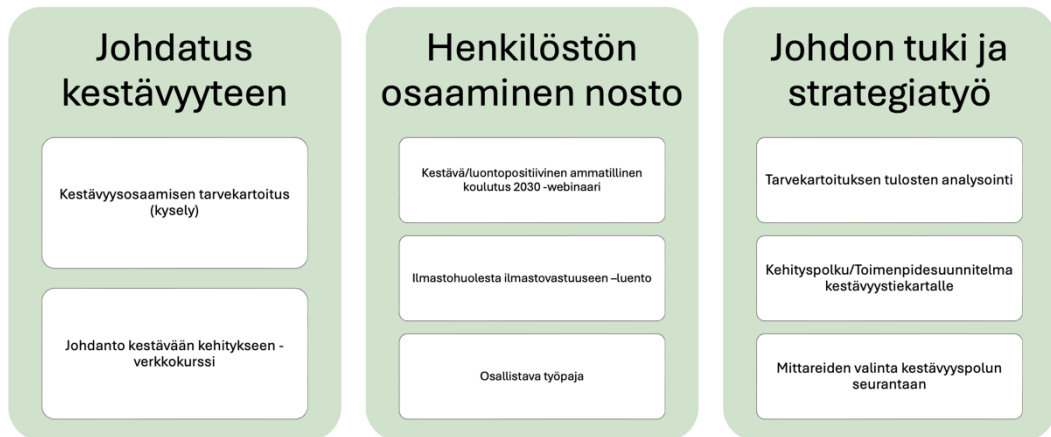 Johdatus
kestävyyteen
Kestävyysosaamisen tarvekartoitus
(kysely)
Johdanto kestävään kehitykseen -
verkkokurssi
Henkilöstön
osaaminen nosto
Kestävä/luontopositiivinen ammatillinen
koulutus 2030 -webinaari
Ilmastohuolesta ilmastovastuuseen –luento
Osallistava työpaja
Johdon tuki ja
strategiatyö
Tarvekartoituksen tulosten analysointi
Kehityspolku/Toimenpidesuunnitelma
kestävyystiekartalle
Mittareiden valinta kestävyyspolun
seurantaan